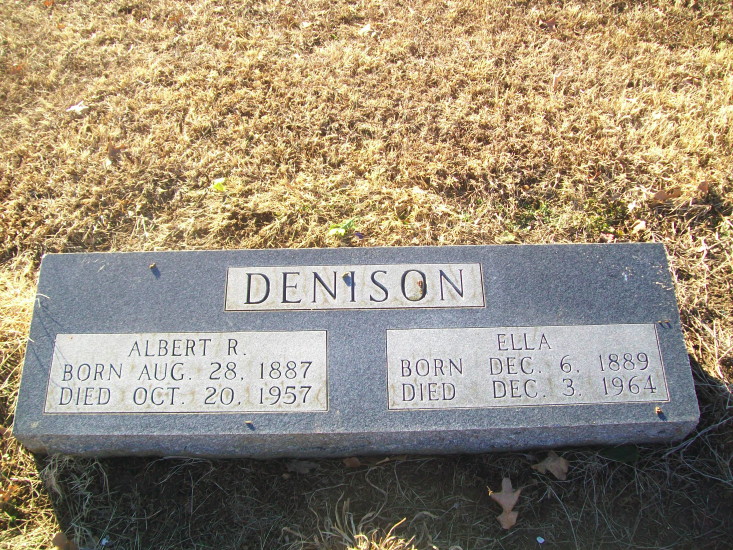 DENISON
ALBERT R.
BORN AUG. 28, 1887
DIED OCT. 20, 1957
ELLA
BORN DEC. 6, 1889
DIED DEC. 3, 1964